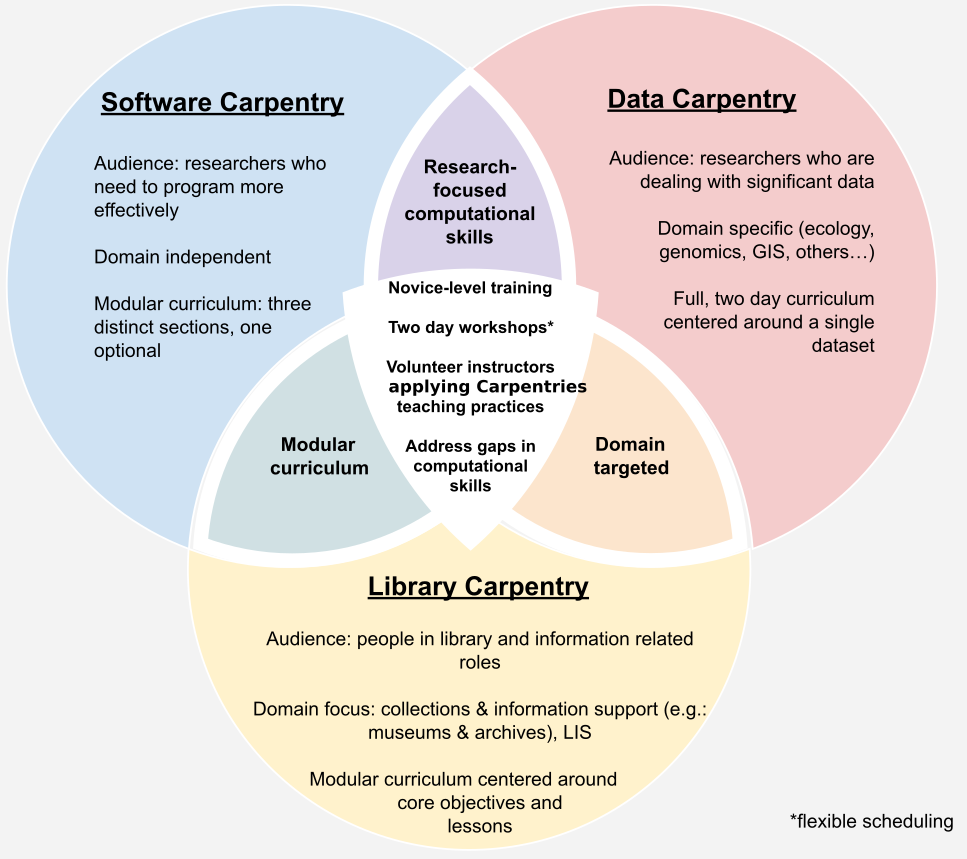 Software Carpentry
Audience: researchers who
need to program more
effectively
Domain independent
Modular curriculum: three
distinct sections, one
optional
Data Carpentry
Audience: researchers who are
dealing with significant data
Domain specific (ecology,
genomics, GIS, others…)
Full, two day curriculum
centered around a single
dataset
Research-
focused
computational
skills
Novice-level training
Two day workshops*
Volunteer instructors
applying Carpentries
teaching practices
Address gaps in
computational
skills
Modular
curriculum
Domain
targeted
Library Carpentry
Audience: people in library and information related
roles
Domain focus: collections & information support (e.g.:
museums & archives), LIS
Modular curriculum centered around
core objectives and
lessons
*flexible scheduling